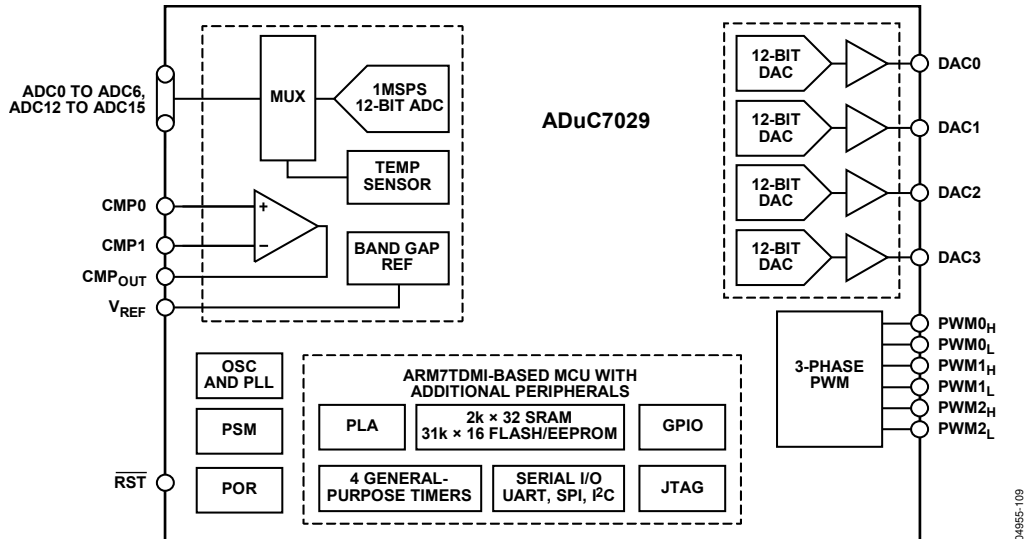 ADuC7029
ADC0 TO ADC6,
ADC12 TO ADC15
MUX
1MSPS
12-BIT ADC
TEMP
SENSOR
CMP0
+
CMP1
−
CMPOUT
VREF
BAND GAP
REF
12-BIT
DAC
DAC0
12-BIT
DAC
DAC1
12-BIT
DAC
DAC2
12-BIT
DAC
DAC3
3-PHASE
PWM
PWM0H
PWM0L
PWM1H
PWM1L
PWM2H
PWM2L
OSC
AND PLL
PSM
POR
RST
ARM7TDMI-BASED MCU WITH
ADDITIONAL PERIPHERALS
PLA
2k × 32 SRAM
31k × 16 FLASH/EEPROM
GPIO
4 GENERAL-
PURPOSE TIMERS
SERIAL I/O
UART, SPI, I2C
JTAG
04955-109